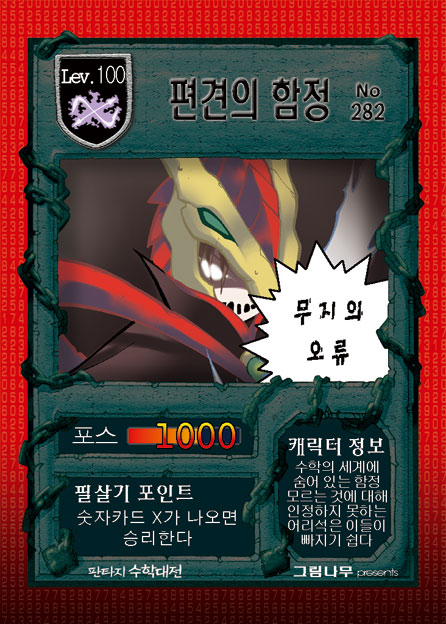 Lev. 100
편견의 함정
No
282
무지의
오류
포스 1000
필살기 포인트
숫자카드 X가 나오면
승리한다
캐릭터 정보
수학의 세계에
숨어 있는 함정
모르는 것에 대해
인정하지 못하는
어리석은 이들이
빠지기 쉽다
판타지 수학대전
그림나무 presents